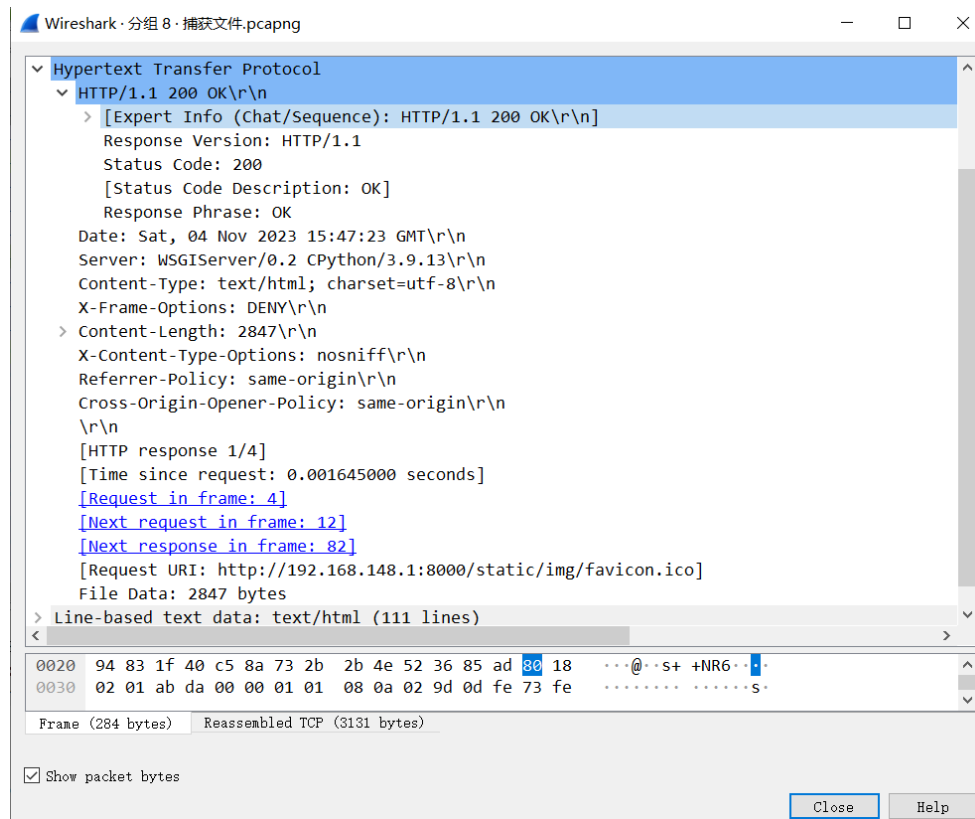 Wireshark · 分组 8 · 捕获文件.pcapng
Hypertext Transfer Protocol
HTTP/1.1 200 OK\r\n
[Expert Info (Chat/Sequence): HTTP/1.1 200 OK\r\n]
Response Version: HTTP/1.1
Status Code: 200
[Status Code Description: OK]
Response Phrase: OK
Date: Sat, 04 Nov 2023 15:47:23 GMT\r\n
Server: WSGIServer/0.2 CPython/3.9.13\r\n
Content-Type: text/html; charset=utf-8\r\n
X-Frame-Options: DENY\r\n
Content-Length: 2847\r\n
X-Content-Type-Options: nosniff\r\n
Referrer-Policy: same-origin\r\n
Cross-Origin-Opener-Policy: same-origin\r\n
\r\n
[HTTP response 1/4]
[Time since request: 0.001645000 seconds]
[Request in frame: 4]
[Next request in frame: 12]
[Next response in frame: 82]
[Request URI: http://192.168.148.1:8000/static/img/favicon.ico]
File Data: 2847 bytes
Line-based text data: text/html (111 lines)
0020 94 83 1f 40 c5 8a 73 2b 2b 4e 52 36 85 ad 80 18 ···@··s+ +NR6····
0030 02 01 ab da 00 00 01 01 08 0a 02 9d 0d fe 73 fe ········ ······s·
Frame (284 bytes) Reassembled TCP (3131 bytes)
Show packet bytes
Close Help